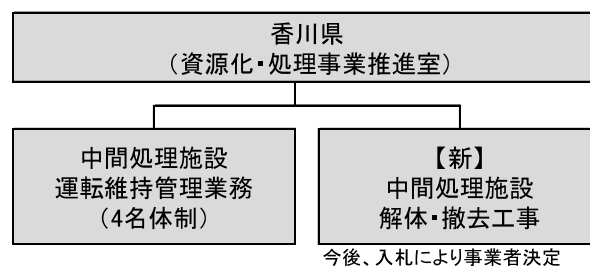 香川県
（資源化・処理事業推進室）
中間処理施設
運転維持管理業務
（4名体制）
【新】
中間処理施設
解体・撤去工事
今後、入札により事業者決定